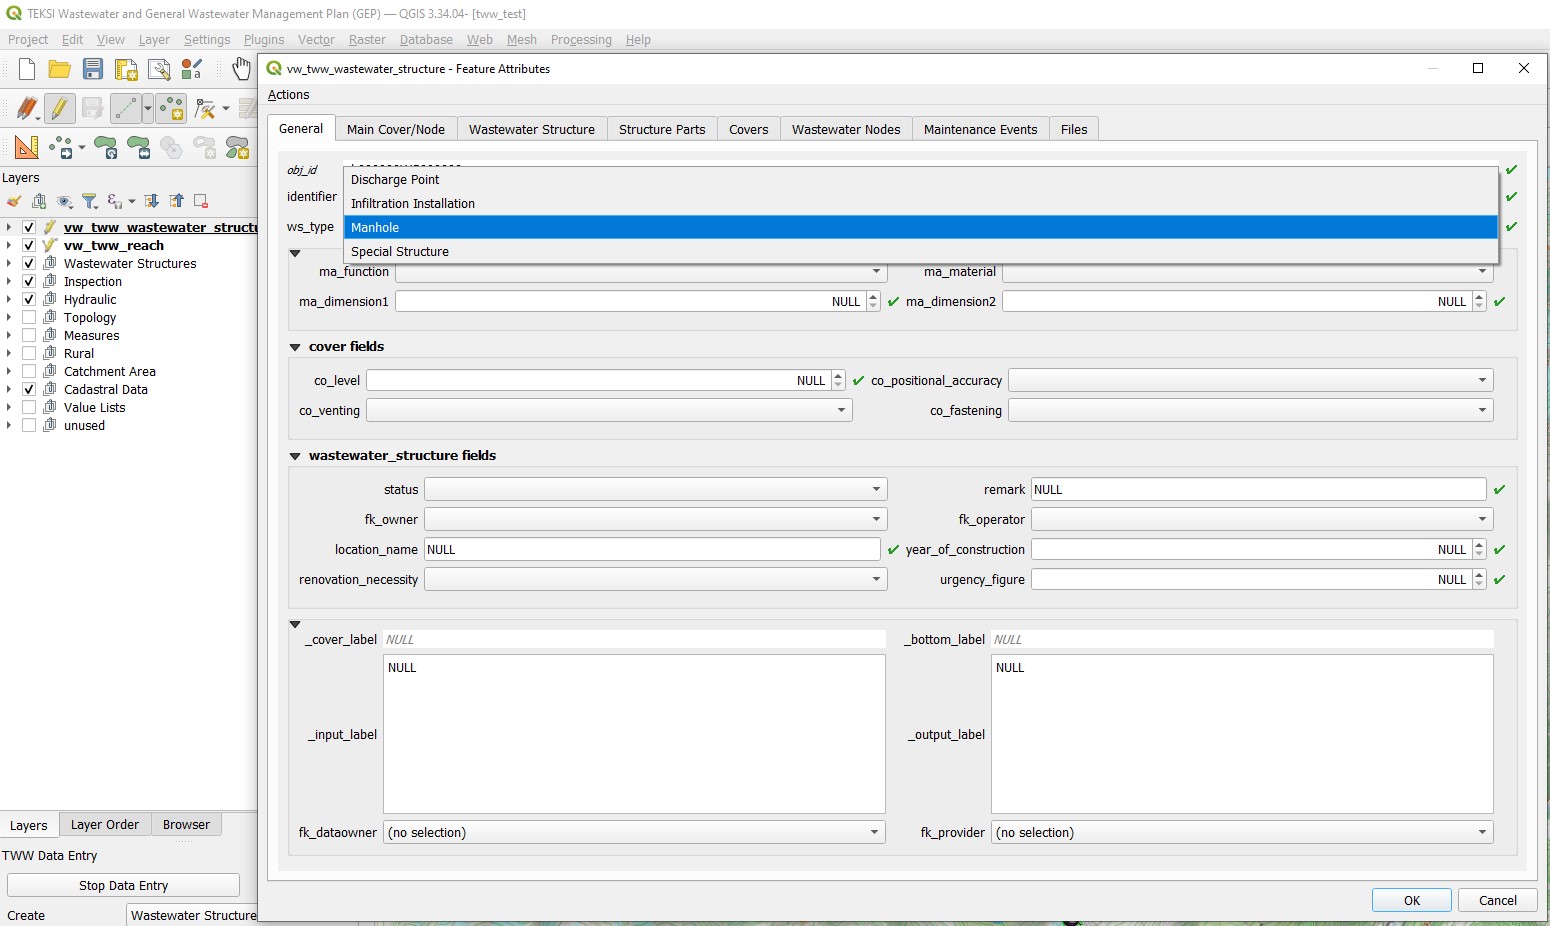 TEKSI Wastewater and General Wastewater Management Plan (GEP) — QGIS 3.34.04- [tww_test]
Project Edit View Layer Settings Plugins Vector Raster Database Web Mesh Processing Help
vw_tww_wastewater_structure - Feature Attributes
Actions
General Main Cover/Node Wastewater Structure Structure Parts Covers Wastewater Nodes Maintenance Events Files
obj_id
identifier
ws_type
Discharge Point
Infiltration Installation
Manhole
Special Structure
ma_function ma_material
ma_dimension1 NULL ma_dimension2 NULL
cover fields
co_level NULL co_positional_accuracy
co_venting co_fastening
wastewater_structure fields
status remark NULL
fk_owner fk_operator
location_name NULL year_of_construction NULL
renovation_necessity urgency_figure NULL
_cover_label NULL _bottom_label NULL
NULL NULL
_input_label _output_label
fk_dataowner (no selection) fk_provider (no selection)
OK Cancel
Layers
vw_tww_wastewater_structu
vw_tww_reach
Wastewater Structures
Inspection
Hydraulic
Topology
Measures
Rural
Catchment Area
Cadastral Data
Value Lists
unused
Layers Layer Order Browser
TWW Data Entry
Stop Data Entry
Create Wastewater Structure